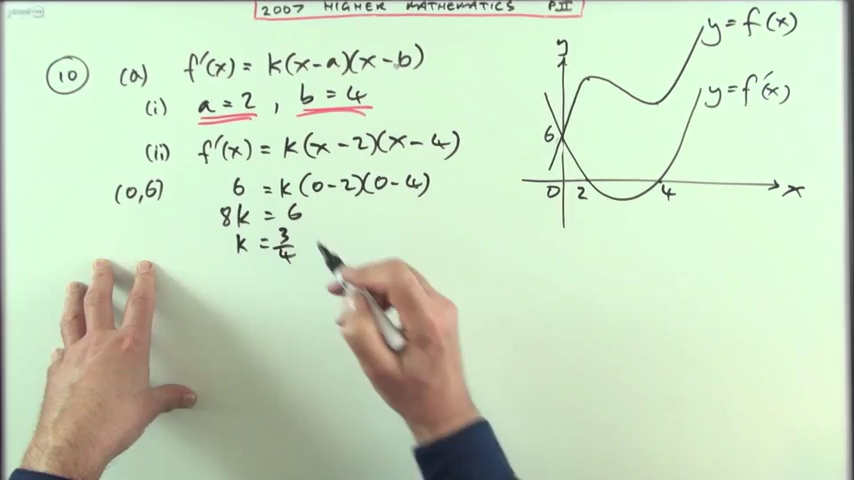 2007 HIGHER MATHEMATICS PII
10 (a) f'(x) = k(x-a)(x-b)
(i) a = 2 , b = 4
(ii) f'(x) = k(x-2)(x-4)
(0,6) 6 = k(0-2)(0-4)
8k = 6
k = 3/4
y
y = f(x)
y = f'(x)
6
0 2 4 x